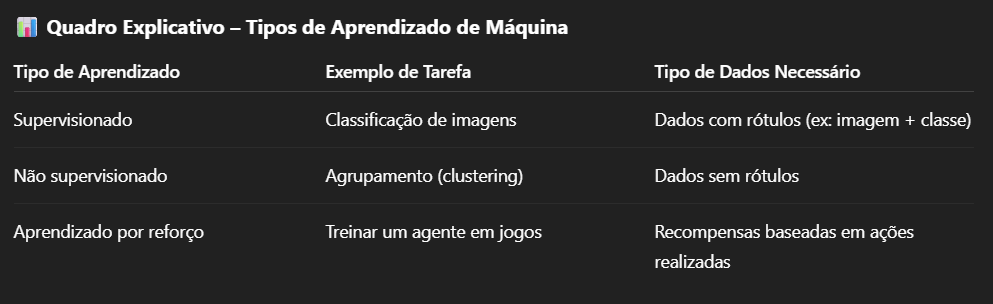 📊 Quadro Explicativo – Tipos de Aprendizado de Máquina
Tipo de Aprendizado Exemplo de Tarefa Tipo de Dados Necessário
Supervisionado Classificação de imagens Dados com rótulos (ex: imagem + classe)
Não supervisionado Agrupamento (clustering) Dados sem rótulos
Aprendizado por reforço Treinar um agente em jogos Recompensas baseadas em ações
realizadas